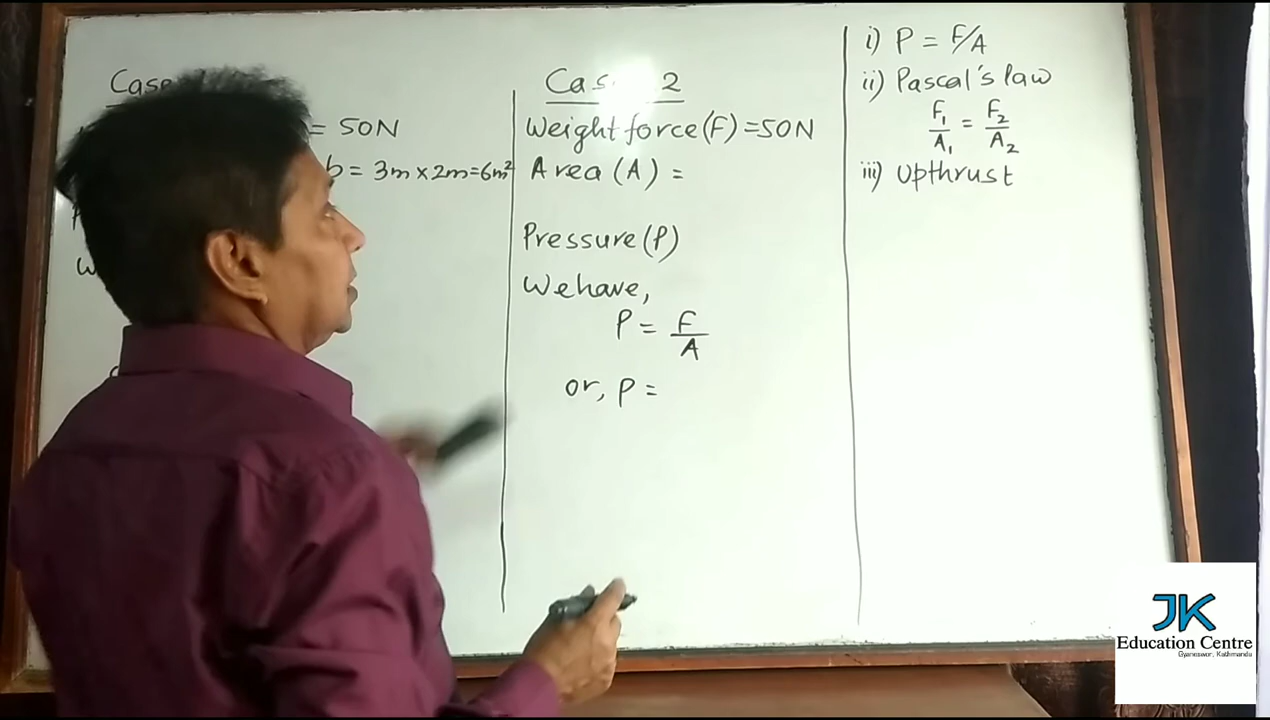 Case
= 50N
b = 3m × 2m = 6m²
Cas 2
Weight force (F) = 50N
Area (A) =
Pressure (P)
We have,
P = F/A
or, P =
i) P = F/A
ii) Pascal's law
F₁/A₁ = F₂/A₂
iii) Upthrust
JK
Education Centre
Gyaneswor, Kathmandu